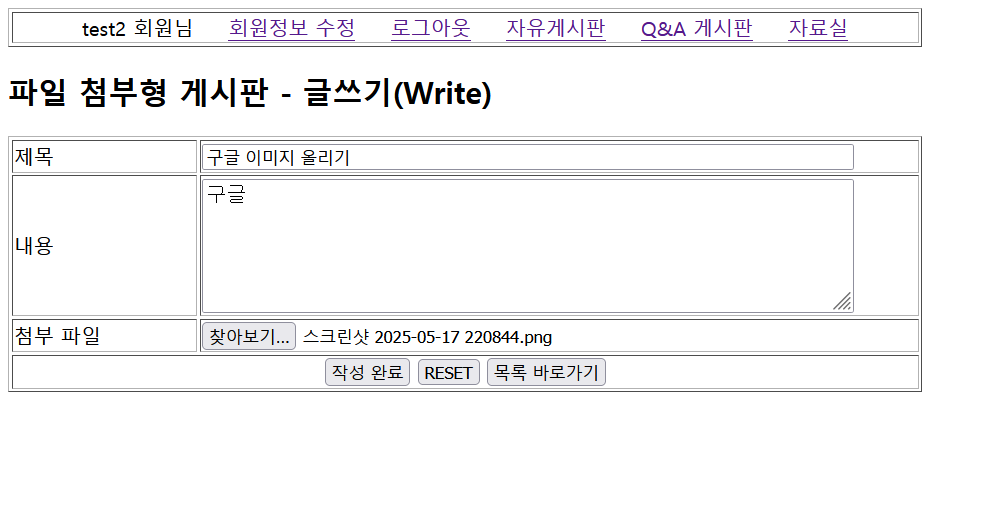 test2 회원님 회원정보 수정 로그아웃 자유게시판 Q&A 게시판 자료실
파일 첨부형 게시판 - 글쓰기(Write)
제목 구글 이미지 올리기
내용 구글
첨부 파일 찾아보기... 스크린샷 2025-05-17 220844.png
작성 완료 RESET 목록 바로가기